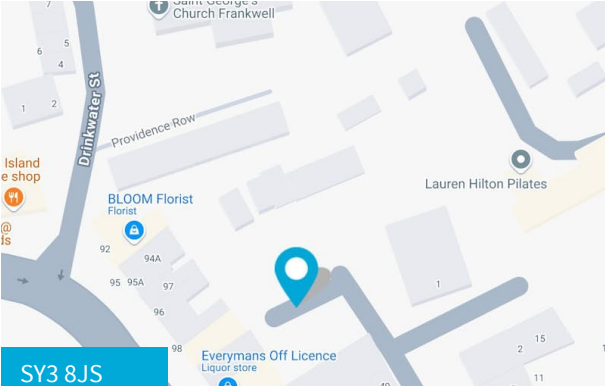 Saint George's
Church Frankwell
7
5
6
4
1
2
Drinkwater St
Providence Row
Island
e shop
@
ds
BLOOM Florist
Florist
Lauren Hilton Pilates
92
94A
95
95A
97
96
98
1
Everymans Off Licence
Liquor store
15
2
11
SY3 8JS